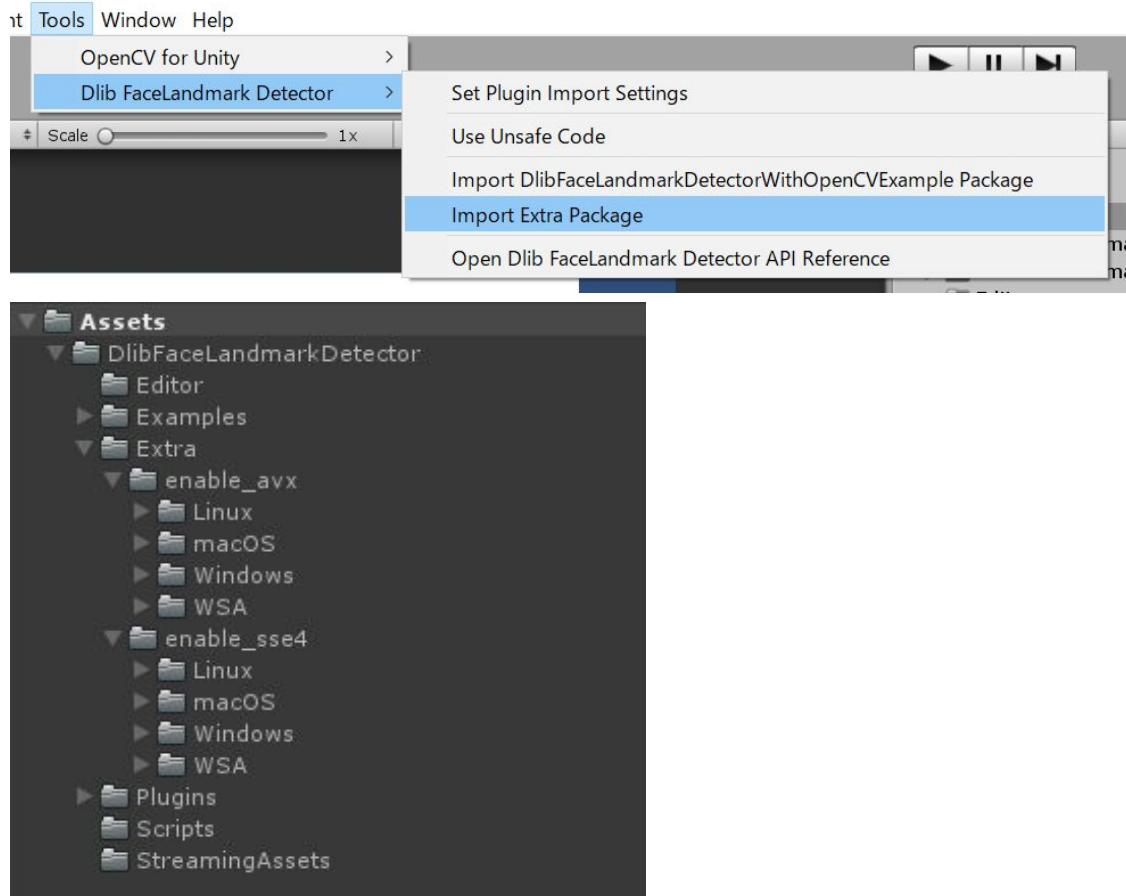 Tools Window Help
OpenCV for Unity
Dlib FaceLandmark Detector
Set Plugin Import Settings
Scale 1x
Use Unsafe Code
Import DlibFaceLandmarkDetectorWithOpenCVExample Package
Import Extra Package
Open Dlib FaceLandmark Detector API Reference
Assets
DlibFaceLandmarkDetector
Editor
Examples
Extra
enable_avx
Linux
macOS
Windows
WSA
enable_sse4
Linux
macOS
Windows
WSA
Plugins
Scripts
StreamingAssets